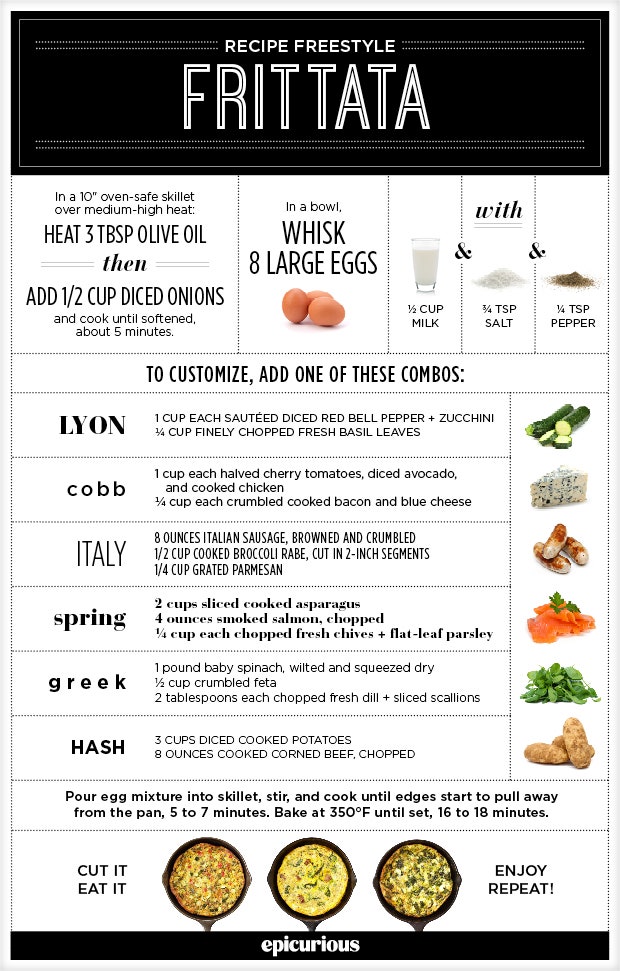 RECIPE FREESTYLE
FRITTATA
In a 10" oven-safe skillet
over medium-high heat:
HEAT 3 TBSP OLIVE OIL
then
ADD 1/2 CUP DICED ONIONS
and cook until softened,
about 5 minutes.
In a bowl,
WHISK
8 LARGE EGGS
with
&
&
½ CUP
MILK
¾ TSP
SALT
¼ TSP
PEPPER
TO CUSTOMIZE, ADD ONE OF THESE COMBOS:
LYON
1 CUP EACH SAUTÉED DICED RED BELL PEPPER + ZUCCHINI
¼ CUP FINELY CHOPPED FRESH BASIL LEAVES
cobb
1 cup each halved cherry tomatoes, diced avocado,
and cooked chicken
¼ cup each crumbled cooked bacon and blue cheese
ITALY
8 OUNCES ITALIAN SAUSAGE, BROWNED AND CRUMBLED
1/2 CUP COOKED BROCCOLI RABE, CUT IN 2-INCH SEGMENTS
1/4 CUP GRATED PARMESAN
spring
2 cups sliced cooked asparagus
4 ounces smoked salmon, chopped
¼ cup each chopped fresh chives + flat-leaf parsley
greek
1 pound baby spinach, wilted and squeezed dry
½ cup crumbled feta
2 tablespoons each chopped fresh dill + sliced scallions
HASH
3 CUPS DICED COOKED POTATOES
8 OUNCES COOKED CORNED BEEF, CHOPPED
Pour egg mixture into skillet, stir, and cook until edges start to pull away
from the pan, 5 to 7 minutes. Bake at 350°F until set, 16 to 18 minutes.
CUT IT
EAT IT
ENJOY
REPEAT!
epicurious